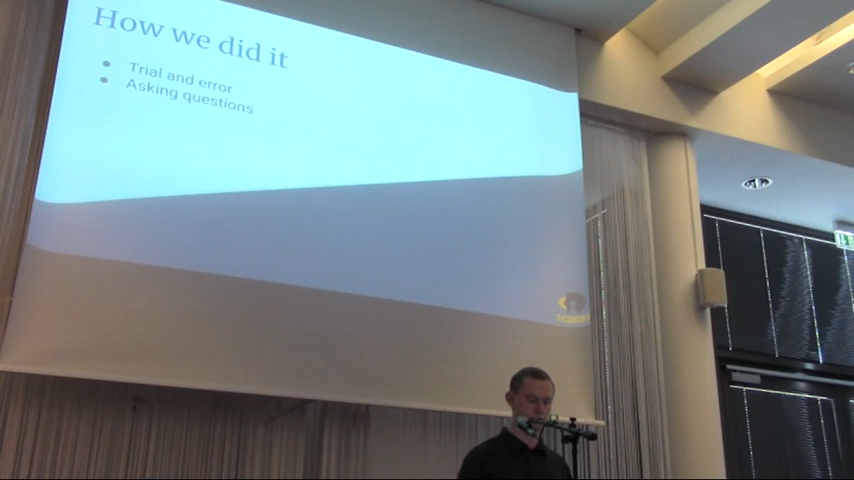 How we did it
Trial and error
Asking questions